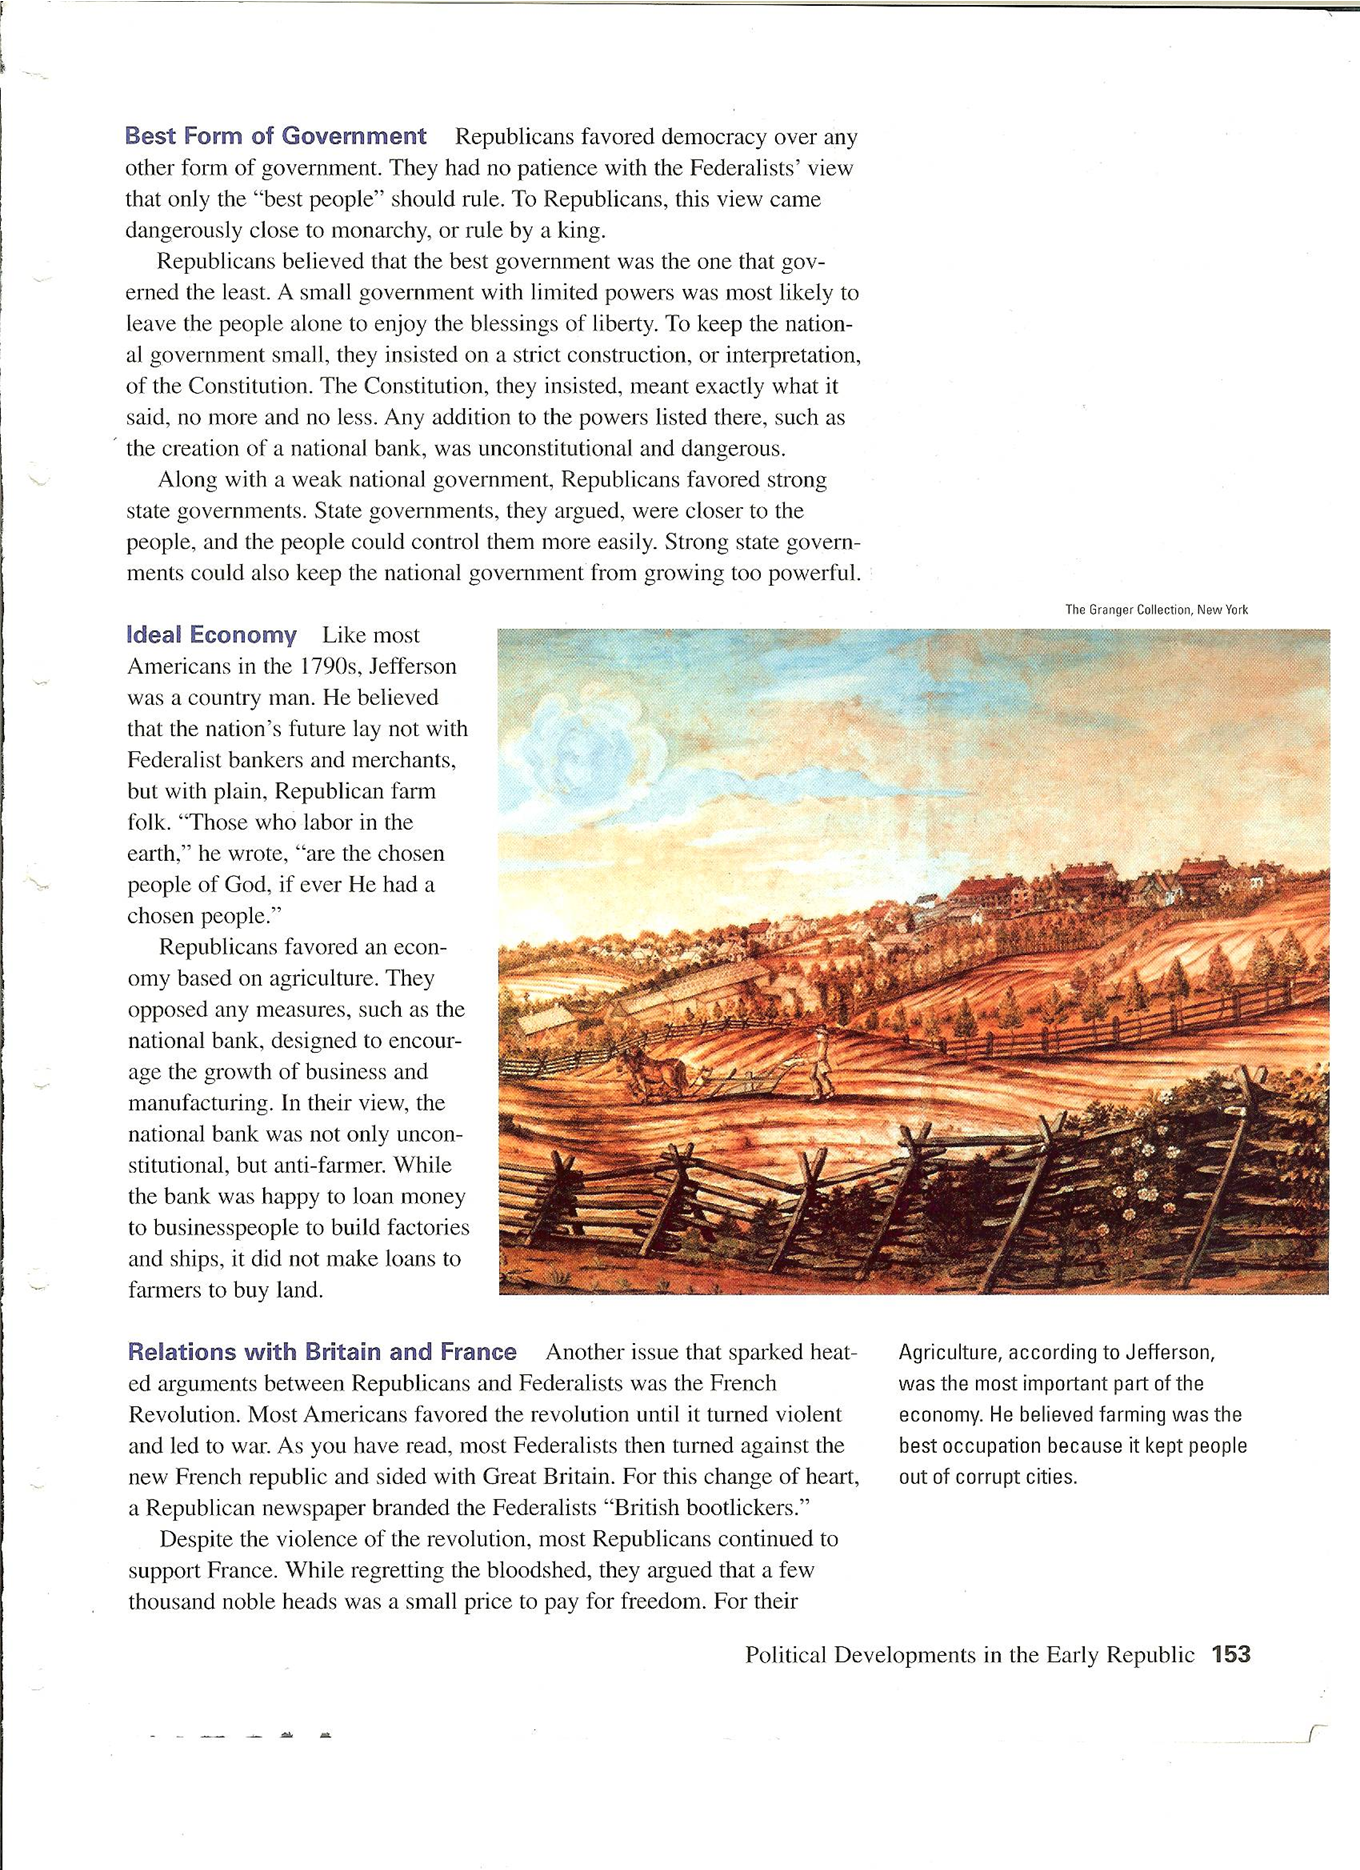 Best Form of Government Republicans favored democracy over any
other form of government. They had no patience with the Federalists’ view
that only the “best people” should rule. To Republicans, this view came
dangerously close to monarchy, or rule by a king.
Republicans believed that the best government was the one that gov-
erned the least. A small government with limited powers was most likely to
leave the people alone to enjoy the blessings of liberty. To keep the nation-
al government small, they insisted on a strict construction, or interpretation,
of the Constitution. The Constitution, they insisted, meant exactly what it
said, no more and no less. Any addition to the powers listed there, such as
the creation of a national bank, was unconstitutional and dangerous.
Along with a weak national government, Republicans favored strong
state governments. State governments, they argued, were closer to the
people, and the people could control them more easily. Strong state govern-
ments could also keep the national government from growing too powerful.
The Granger Collection, New York
Ideal Economy Like most
Americans in the 1790s, Jefferson
was a country man. He believed
that the nation’s future lay not with
Federalist bankers and merchants,
but with plain, Republican farm
folk. “Those who labor in the
earth,” he wrote, “are the chosen
people of God, if ever He had a
chosen people.”
Republicans favored an econ-
omy based on agriculture. They
opposed any measures, such as the
national bank, designed to encour-
age the growth of business and
manufacturing. In their view, the
national bank was not only uncon-
stitutional, but anti-farmer. While
the bank was happy to loan money
to businesspeople to build factories
and ships, it did not make loans to
farmers to buy land.
Relations with Britain and France Another issue that sparked heat-
ed arguments between Republicans and Federalists was the French
Revolution. Most Americans favored the revolution until it turned violent
and led to war. As you have read, most Federalists then turned against the
new French republic and sided with Great Britain. For this change of heart,
a Republican newspaper branded the Federalists “British bootlickers.”
Despite the violence of the revolution, most Republicans continued to
support France. While regretting the bloodshed, they argued that a few
thousand noble heads was a small price to pay for freedom. For their
Agriculture, according to Jefferson,
was the most important part of the
economy. He believed farming was the
best occupation because it kept people
out of corrupt cities.
Political Developments in the Early Republic 153